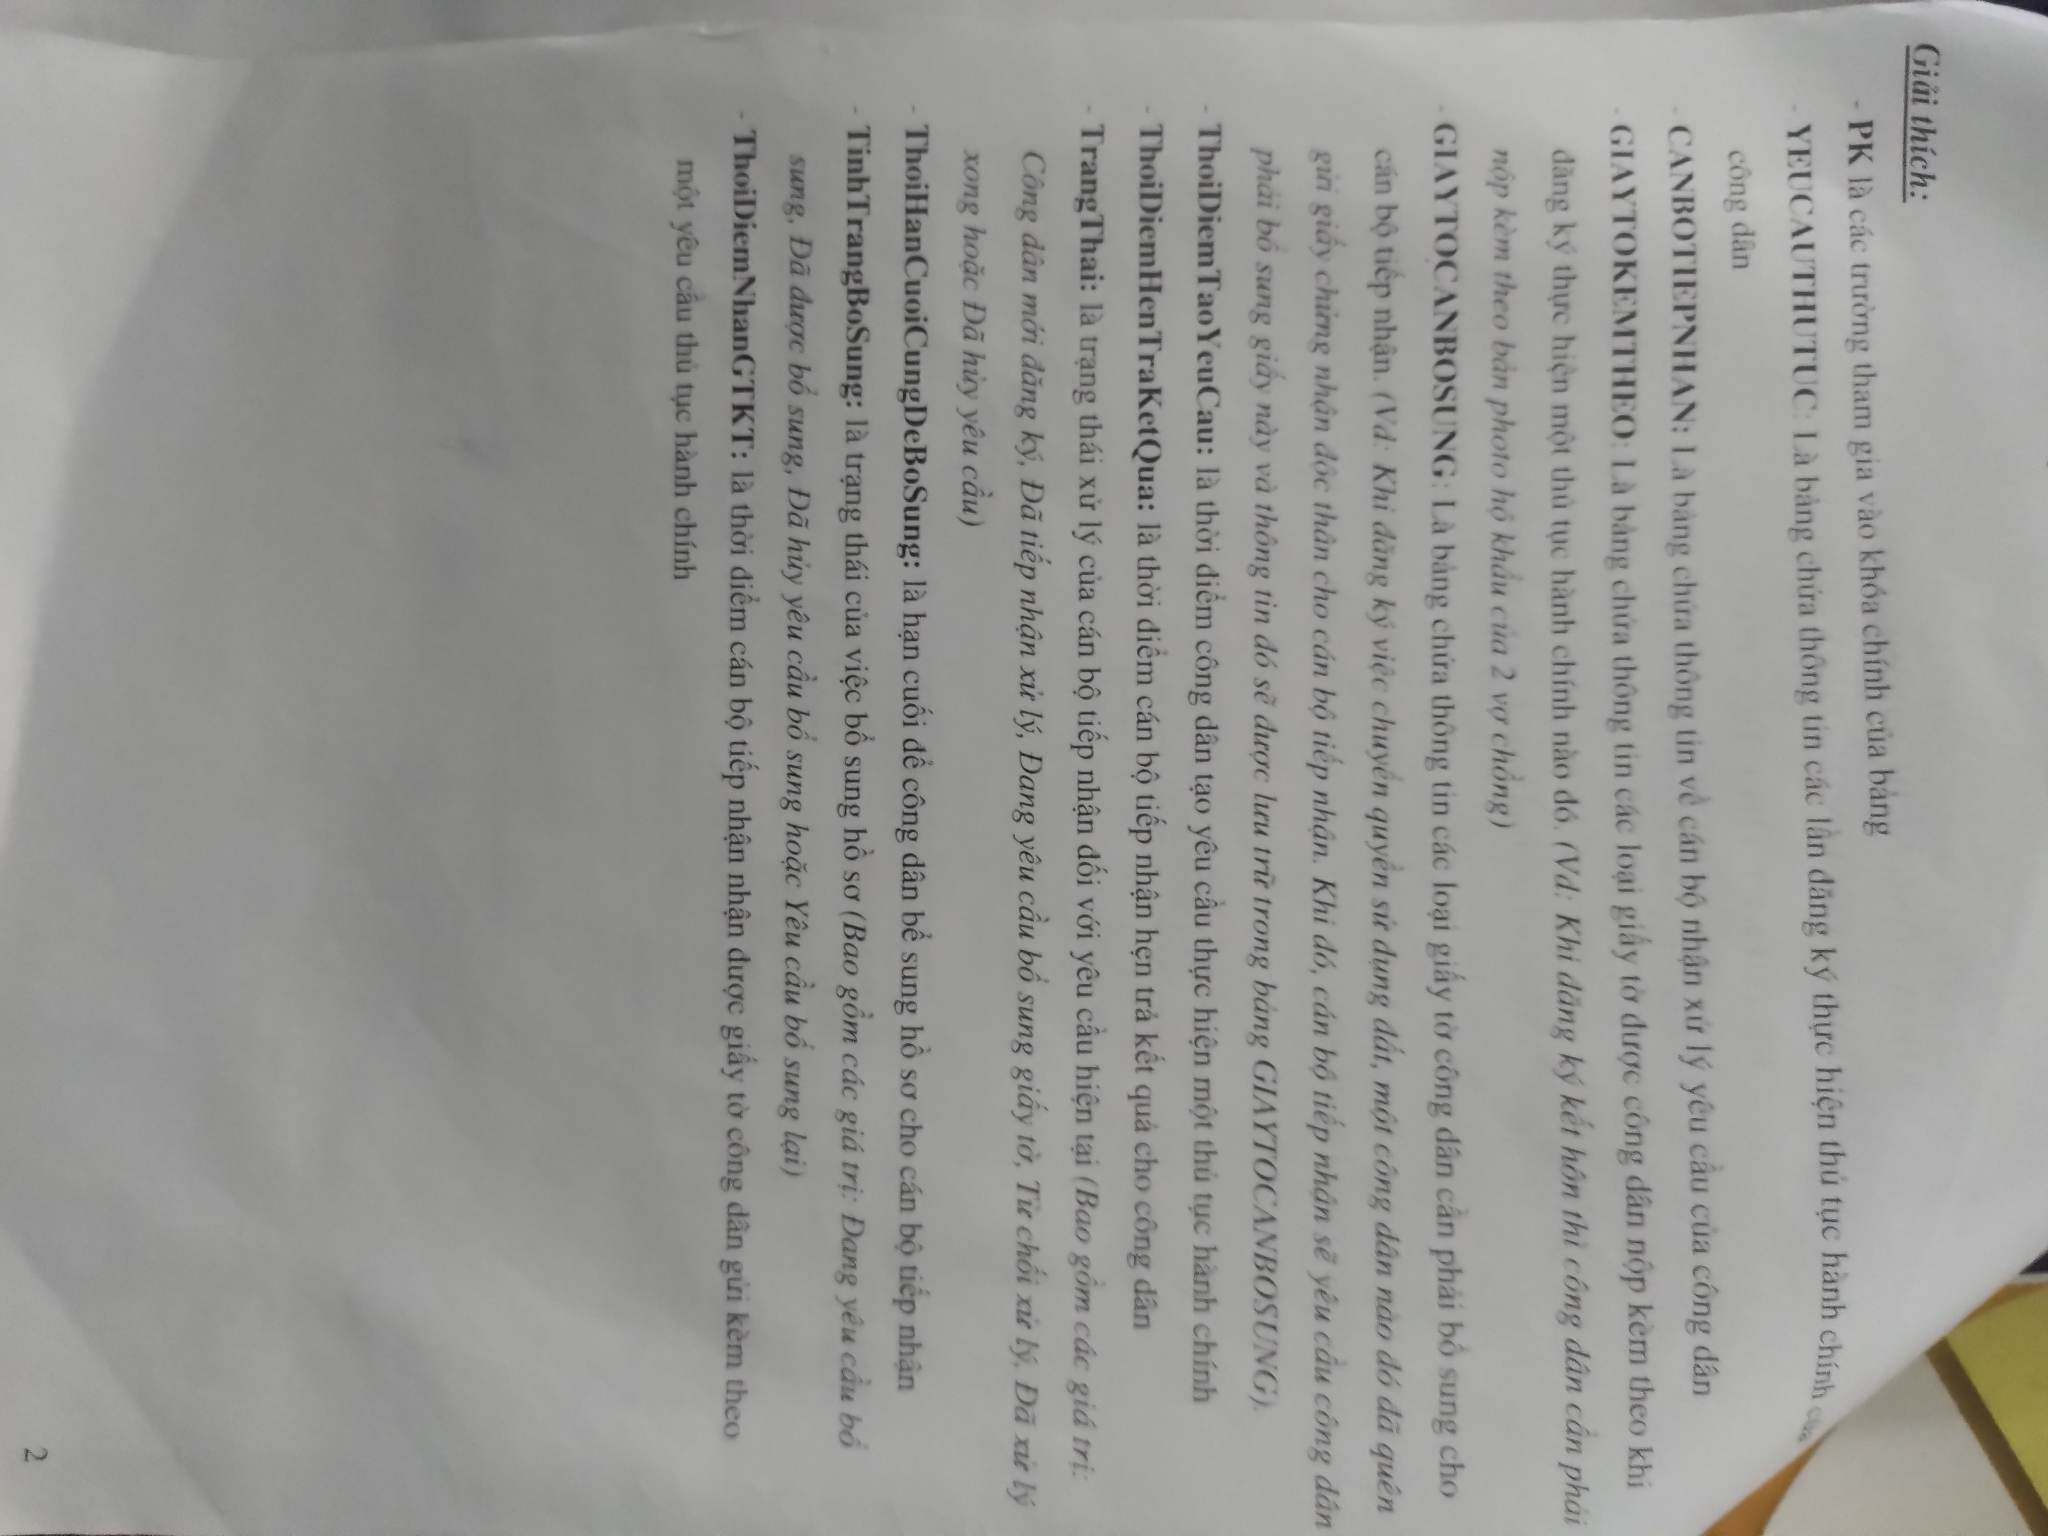 Giải thích:
- PK là các trường tham gia vào khóa chính của bảng
- YEUCAUTHUTUC: Là bảng chứa thông tin các lần đăng ký thực hiện thủ tục hành chính của
công dân
- CANBOTIEPNHAN: Là bảng chứa thông tin về cán bộ nhận xử lý yêu cầu của công dân
- GIAYTOKEMTHEO: Là bảng chứa thông tin các loại giấy tờ được công dân nộp kèm theo khi
đăng ký thực hiện một thủ tục hành chính nào đó. (Vd: Khi đăng ký kết hôn thì công dân cần phải
nộp kèm theo bản photo hộ khẩu của 2 vợ chồng)
- GIAYTOCANBOSUNG: Là bảng chứa thông tin các loại giấy tờ công dân cần phải bổ sung cho
cán bộ tiếp nhận. (Vd: Khi đăng ký việc chuyển quyền sử dụng đất, một công dân nào đó đã quên
gửi giấy chứng nhận độc thân cho cán bộ tiếp nhận. Khi đó, cán bộ tiếp nhận sẽ yêu cầu công dân
phải bổ sung giấy này và thông tin đó sẽ được lưu trữ trong bảng GIAYTOCANBOSUNG).
- ThoiDiemTaoYeuCau: là thời điểm công dân tạo yêu cầu thực hiện một thủ tục hành chính
- ThoiDiemHenTraKetQua: là thời điểm cán bộ tiếp nhận hẹn trả kết quả cho công dân
- TrangThai: là trạng thái xử lý của cán bộ tiếp nhận đối với yêu cầu hiện tại (Bao gồm các giá trị:
Công dân mới đăng ký, Đã tiếp nhận xử lý, Đang yêu cầu bổ sung giấy tờ, Từ chối xử lý, Đã xử lý
xong hoặc Đã hủy yêu cầu)
- ThoiHanCuoiCungDeBoSung: là hạn cuối để công dân bể sung hồ sơ cho cán bộ tiếp nhận
- TinhTrangBoSung: là trạng thái của việc bổ sung hồ sơ (Bao gồm các giá trị: Đang yêu cầu bổ
sung, Đã được bổ sung, Đã hủy yêu cầu bổ sung hoặc Yêu cầu bổ sung lại)
- ThoiDiemNhanGTKT: là thời điểm cán bộ tiếp nhận nhận được giấy tờ công dân gửi kèm theo
một yêu cầu thủ tục hành chính
2